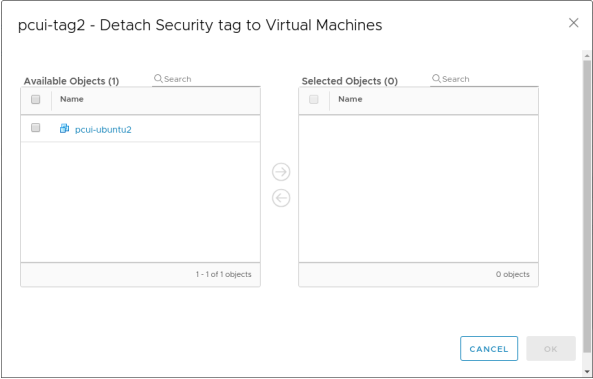 pcui-tag2 - Detach Security tag to Virtual Machines
Available Objects (1)
Search
Name
pcui-ubuntu2
1 - 1 of 1 objects
Selected Objects (0)
Search
Name
0 objects
CANCEL
OK